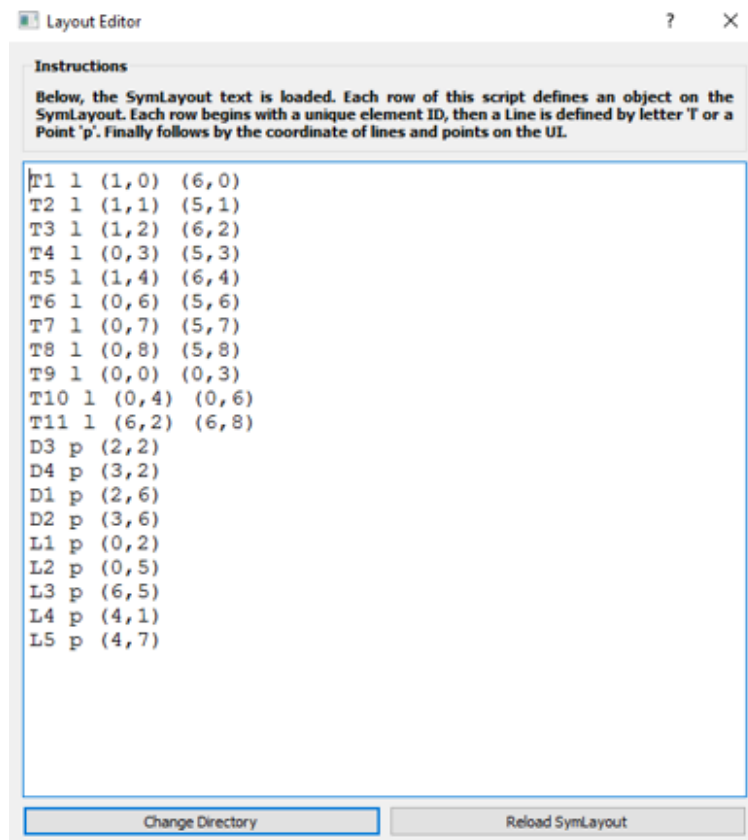 Layout Editor ? ×
Instructions
Below, the SymLayout text is loaded. Each row of this script defines an object on the
SymLayout. Each row begins with a unique element ID, then a Line is defined by letter 'l' or a
Point 'p'. Finally follows by the coordinate of lines and points on the UI.
T1 l (1,0) (6,0)
T2 l (1,1) (5,1)
T3 l (1,2) (6,2)
T4 l (0,3) (5,3)
T5 l (1,4) (6,4)
T6 l (0,6) (5,6)
T7 l (0,7) (5,7)
T8 l (0,8) (5,8)
T9 l (0,0) (0,3)
T10 l (0,4) (0,6)
T11 l (6,2) (6,8)
D3 p (2,2)
D4 p (3,2)
D1 p (2,6)
D2 p (3,6)
L1 p (0,2)
L2 p (0,5)
L3 p (6,5)
L4 p (4,1)
L5 p (4,7)
Change Directory Reload SymLayout